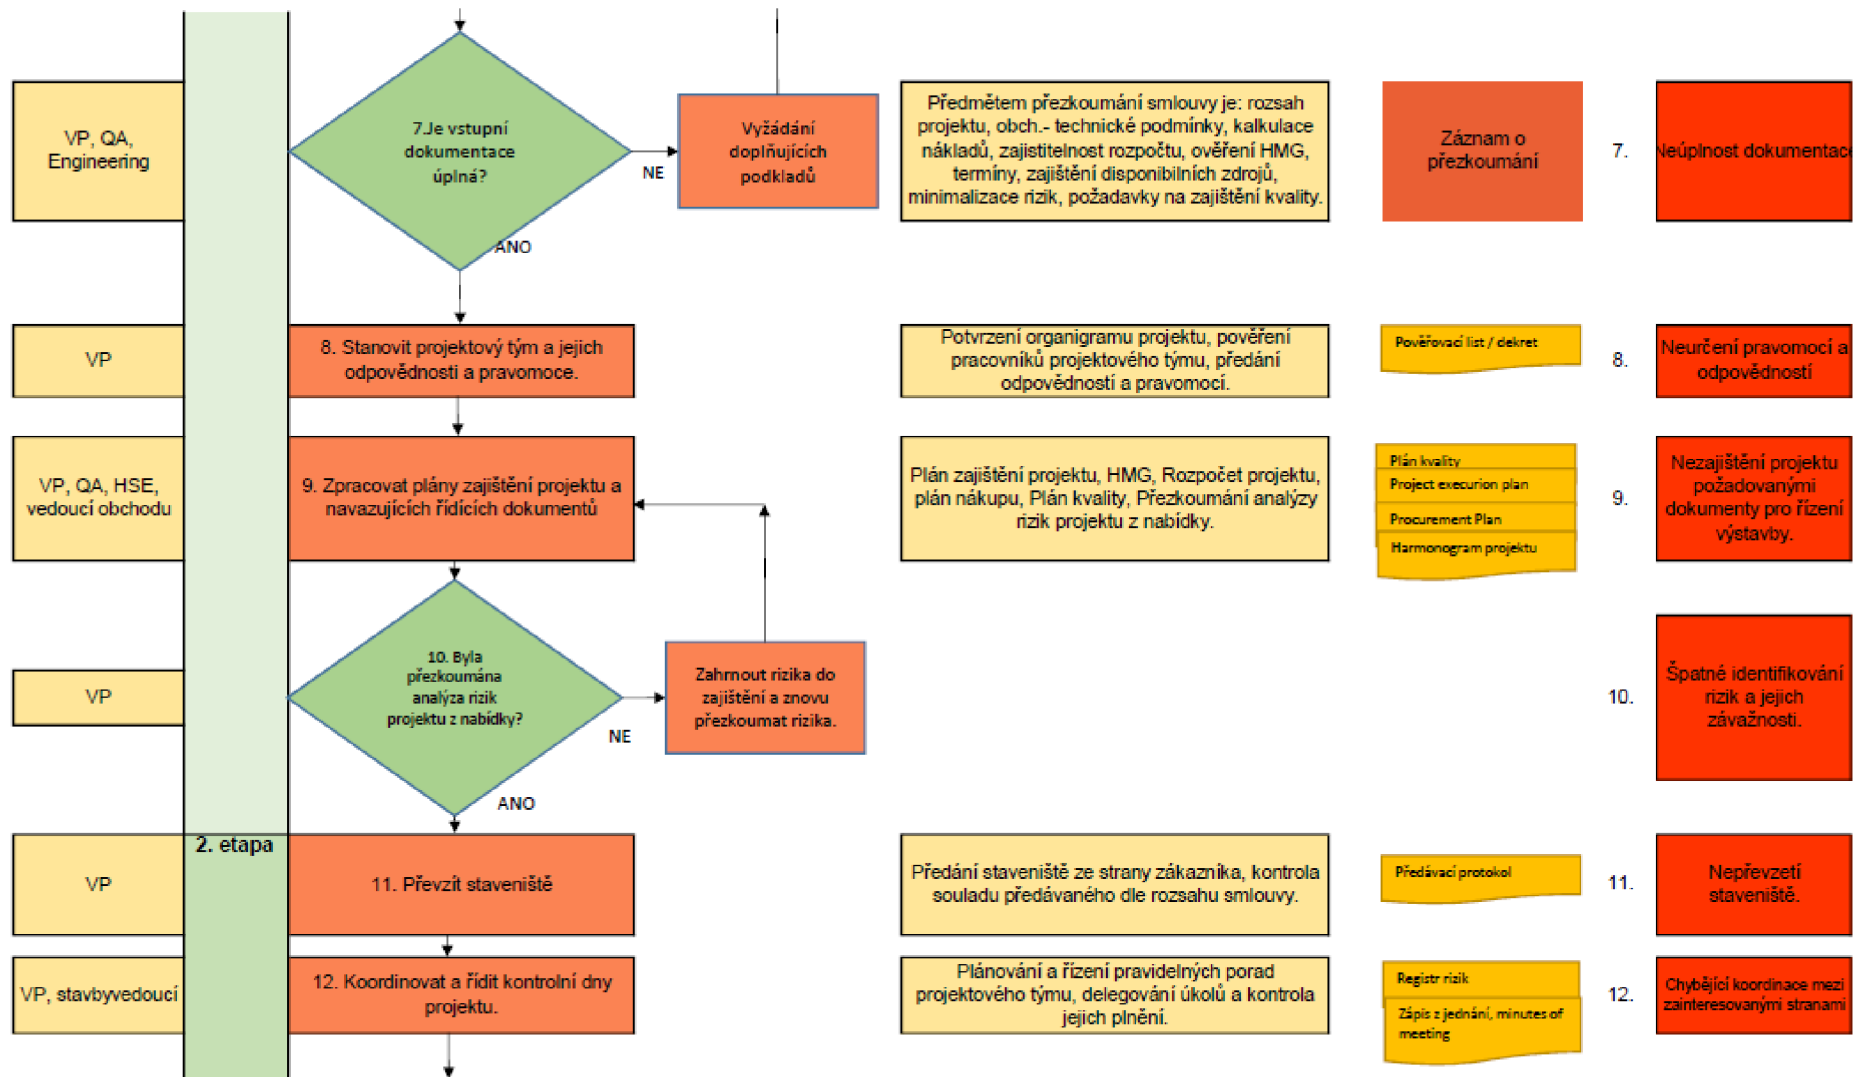 VP, QA,
Engineering
7.Je vstupní
dokumentace
úplná?
NE
ANO
Vyžádání
doplňujících
podkladů
Předmětem přezkoumání smlouvy je: rozsah
projektu, obch.- technické podmínky, kalkulace
nákladů, zajistitelnost rozpočtu, ověření HMG,
termíny, zajištění disponibilních zdrojů,
minimalizace rizik, požadavky na zajištění kvality.
Záznam o
přezkoumání
7.
Neúplnost dokumentace
VP
8. Stanovit projektový tým a jejich
odpovědnosti a pravomoce.
Potvrzení organigramu projektu, pověření
pracovníků projektového týmu, předání
odpovědností a pravomocí.
Pověřovací list / dekret
8.
Neurčení pravomocí a
odpovědností
VP, QA, HSE,
vedoucí obchodu
9. Zpracovat plány zajištění projektu a
navazujících řídících dokumentů
Plán zajištění projektu, HMG, Rozpočet projektu,
plán nákupu, Plán kvality, Přezkoumání analýzy
rizik projektu z nabídky.
Plán kvality
Project execurion plan
Procurement Plan
Harmonogram projektu
9.
Nezajištění projektu
požadovanými
dokumenty pro řízení
výstavby.
VP
10. Byla
přezkoumána
analýza rizik
projektu z nabídky?
NE
ANO
Zahrnout rizika do
zajištění a znovu
přezkoumat rizika.
10.
Špatné identifikování
rizik a jejich
závažnosti.
2. etapa
VP
11. Převzít staveniště
Předání staveniště ze strany zákazníka, kontrola
souladu předávaného dle rozsahu smlouvy.
Předávací protokol
11.
Nepřevzetí
staveniště.
VP, stavbyvedoucí
12. Koordinovat a řídit kontrolní dny
projektu.
Plánování a řízení pravidelných porad
projektového týmu, delegování úkolů a kontrola
jejich plnění.
Registr rizik
Zápis z jednání, minutes of
meeting
12.
Chybějící koordinace mezi
zainteresovanými stranami